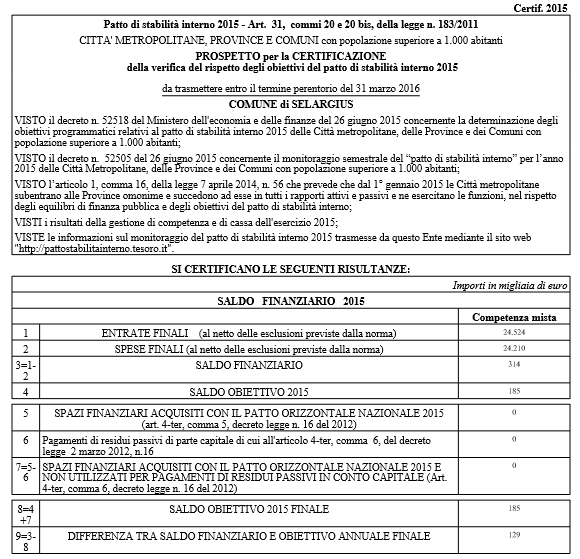 Certif. 2015
Patto di stabilità interno 2015 - Art. 31, commi 20 e 20 bis, della legge n. 183/2011
CITTA' METROPOLITANE, PROVINCE E COMUNI con popolazione superiore a 1.000 abitanti
PROSPETTO per la CERTIFICAZIONE
della verifica del rispetto degli obiettivi del patto di stabilità interno 2015
da trasmettere entro il termine perentorio del 31 marzo 2016
COMUNE di SELARGIUS
VISTO il decreto n. 52518 del Ministero dell'economia e delle finanze del 26 giugno 2015 concernente la determinazione degli
obiettivi programmatici relativi al patto di stabilità interno 2015 delle Città metropolitane, delle Province e dei Comuni con
popolazione superiore a 1.000 abitanti;
VISTO il decreto n. 52505 del 26 giugno 2015 concernente il monitoraggio semestrale del “patto di stabilità interno” per l'anno
2015 delle Città Metropolitane, delle Province e dei Comuni con popolazione superiore a 1.000 abitanti;
VISTO l'articolo 1, comma 16, della legge 7 aprile 2014, n. 56 che prevede che dal 1° gennaio 2015 le Città metropolitane
subentrano alle Province omonime e succedono ad esse in tutti i rapporti attivi e passivi e ne esercitano le funzioni, nel rispetto
degli equilibri di finanza pubblica e degli obiettivi del patto di stabilità interno;
VISTI i risultati della gestione di competenza e di cassa dell'esercizio 2015;
VISTE le informazioni sul monitoraggio del patto di stabilità interno 2015 trasmesse da questo Ente mediante il sito web
"http://pattostabilitainterno.tesoro.it".
SI CERTIFICANO LE SEGUENTI RISULTANZE:
Importi in migliaia di euro
SALDO FINANZIARIO 2015
Competenza mista
1 ENTRATE FINALI (al netto delle esclusioni previste dalla norma) 24.524
2 SPESE FINALI (al netto delle esclusioni previste dalla norma) 24.210
3=1-
2 SALDO FINANZIARIO 314
4 SALDO OBIETTIVO 2015 185
5 SPAZI FINANZIARI ACQUISITI CON IL PATTO ORIZZONTALE NAZIONALE 2015 0
(art. 4-ter, comma 5, decreto legge n. 16 del 2012)
6 Pagamenti di residui passivi di parte capitale di cui all'articolo 4-ter, comma 6, del decreto 0
legge 2 marzo 2012, n.16
7=5- SPAZI FINANZIARI ACQUISITI CON IL PATTO ORIZZONTALE NAZIONALE 2015 E 0
6 NON UTILIZZATI PER PAGAMENTI DI RESIDUI PASSIVI IN CONTO CAPITALE (Art.
4-ter, comma 6, decreto legge n. 16 del 2012)
8=4
+7 SALDO OBIETTIVO 2015 FINALE 185
9=3-
8 DIFFERENZA TRA SALDO FINANZIARIO E OBIETTIVO ANNUALE FINALE 129